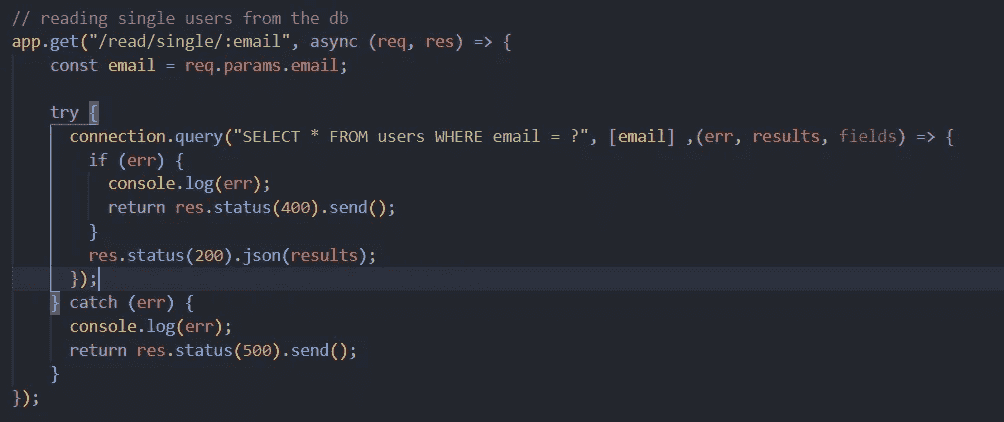 // reading single users from the db
app.get("/read/single/:email", async (req, res) => {
    const email = req.params.email;

    try {
      connection.query("SELECT * FROM users WHERE email = ?", [email] ,(err, results, fields) => {
        if (err) {
          console.log(err);
          return res.status(400).send();
        }
        res.status(200).json(results);
      });
    } catch (err) {
      console.log(err);
      return res.status(500).send();
    }
});